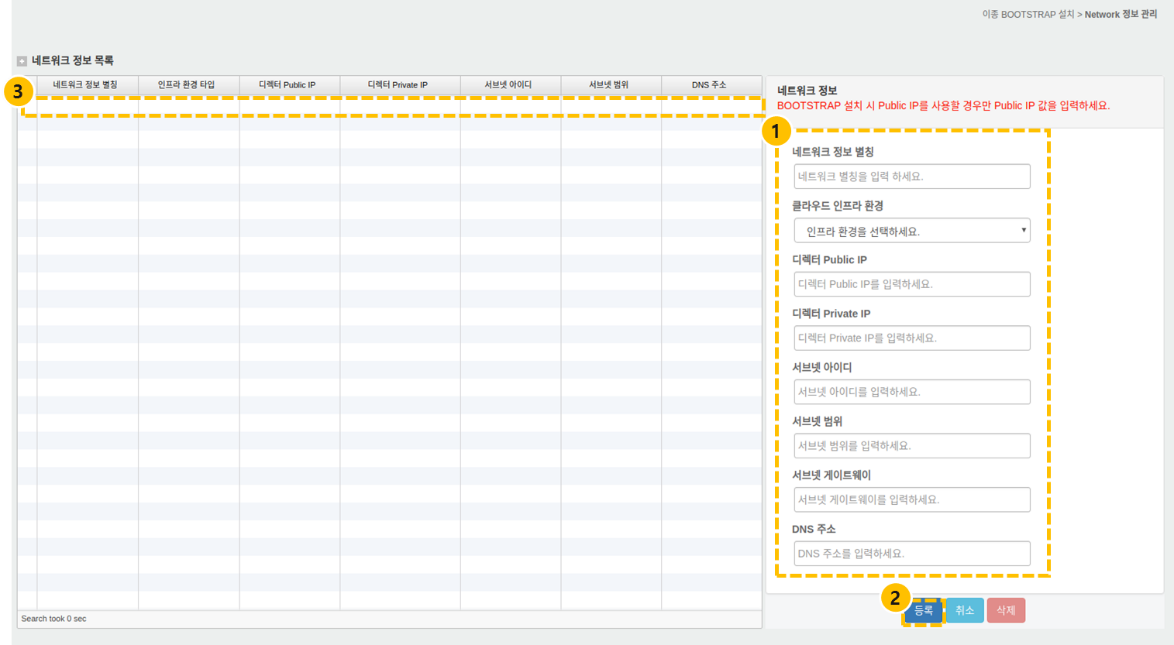 이종 BOOTSTRAP 설치 > Network 정보 관리
네트워크 정보 목록
네트워크 정보 별칭 인프라 환경 타입 디렉터 Public IP 디렉터 Private IP 서브넷 아이디 서브넷 범위 DNS 주소
3
네트워크 정보
BOOTSTRAP 설치 시 Public IP를 사용할 경우만 Public IP 값을 입력하세요.
1
네트워크 정보 별칭
네트워크 별칭을 입력 하세요.
클라우드 인프라 환경
인프라 환경을 선택하세요.
디렉터 Public IP
디렉터 Public IP를 입력하세요.
디렉터 Private IP
디렉터 Private IP를 입력하세요.
서브넷 아이디
서브넷 아이디를 입력하세요.
서브넷 범위
서브넷 범위를 입력하세요.
서브넷 게이트웨이
서브넷 게이트웨이를 입력하세요.
DNS 주소
DNS 주소를 입력하세요.
2
등록 취소 삭제
Search took 0 sec